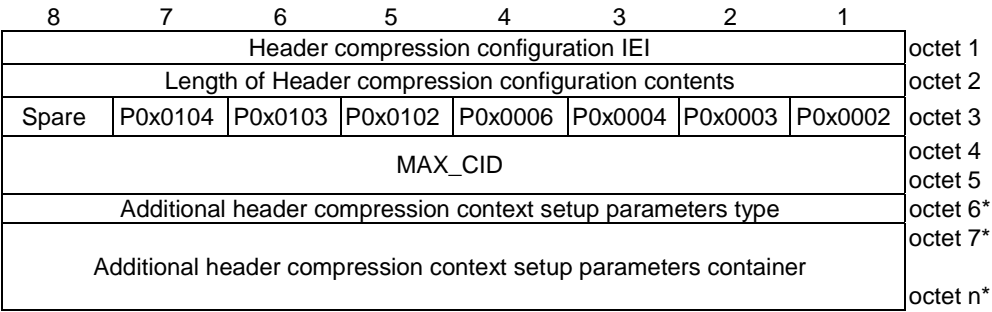 8 7 6 5 4 3 2 1
Header compression configuration IEI octet 1
Length of Header compression configuration contents octet 2
Spare P0x0104 P0x0103 P0x0102 P0x0006 P0x0004 P0x0003 P0x0002 octet 3
MAX_CID octet 4
octet 5
Additional header compression context setup parameters type octet 6*
octet 7*
Additional header compression context setup parameters container
octet n*